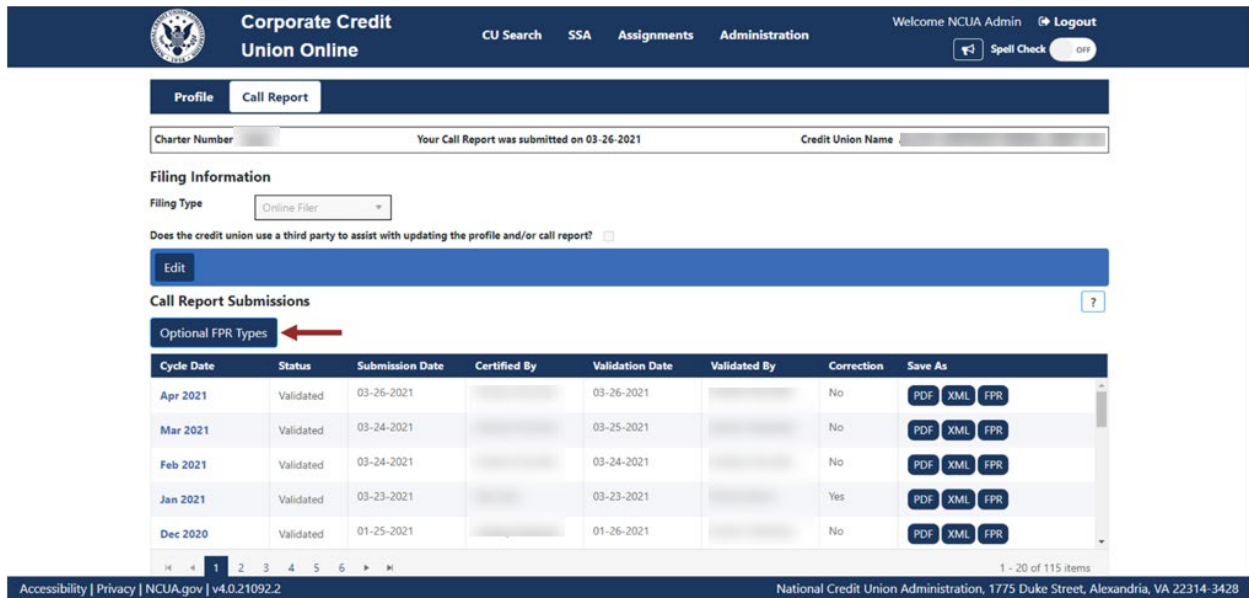 Corporate Credit
Union Online
CU Search SSA Assignments Administration
Welcome NCUA Admin Logout
Spell Check OFF
Profile Call Report
Charter Number Your Call Report was submitted on 03-26-2021 Credit Union Name
Filing Information
Filing Type Online Filer
Does the credit union use a third party to assist with updating the profile and/or call report?
Edit
Call Report Submissions ?
Optional FPR Types
Cycle Date Status Submission Date Certified By Validation Date Validated By Correction Save As
Apr 2021 Validated 03-26-2021 03-26-2021 No PDF XML FPR
Mar 2021 Validated 03-24-2021 03-25-2021 No PDF XML FPR
Feb 2021 Validated 03-24-2021 03-24-2021 No PDF XML FPR
Jan 2021 Validated 03-23-2021 03-23-2021 Yes PDF XML FPR
Dec 2020 Validated 01-25-2021 01-26-2021 No PDF XML FPR
1 2 3 4 5 6 1 - 20 of 115 items
Accessibility | Privacy | NCUA.gov | v4.0.21092.2 National Credit Union Administration, 1775 Duke Street, Alexandria, VA 22314-3428